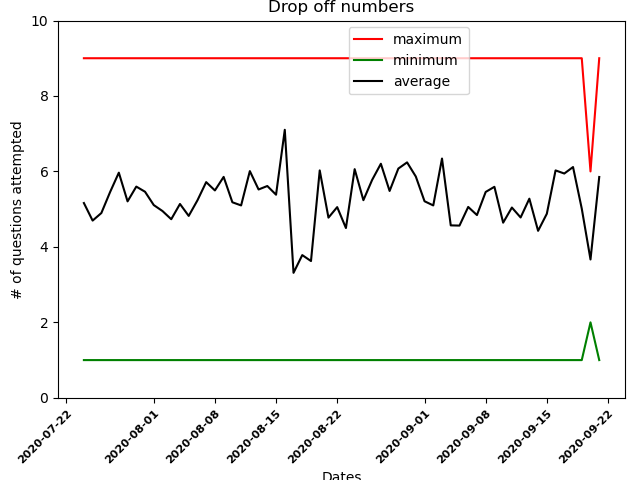 Drop off numbers
10
8
6
4
2
0
# of questions attempted
maximum
minimum
average
2020-07-22
2020-08-01
2020-08-08
2020-08-15
2020-08-22
2020-09-01
2020-09-08
2020-09-15
2020-09-22
Dates